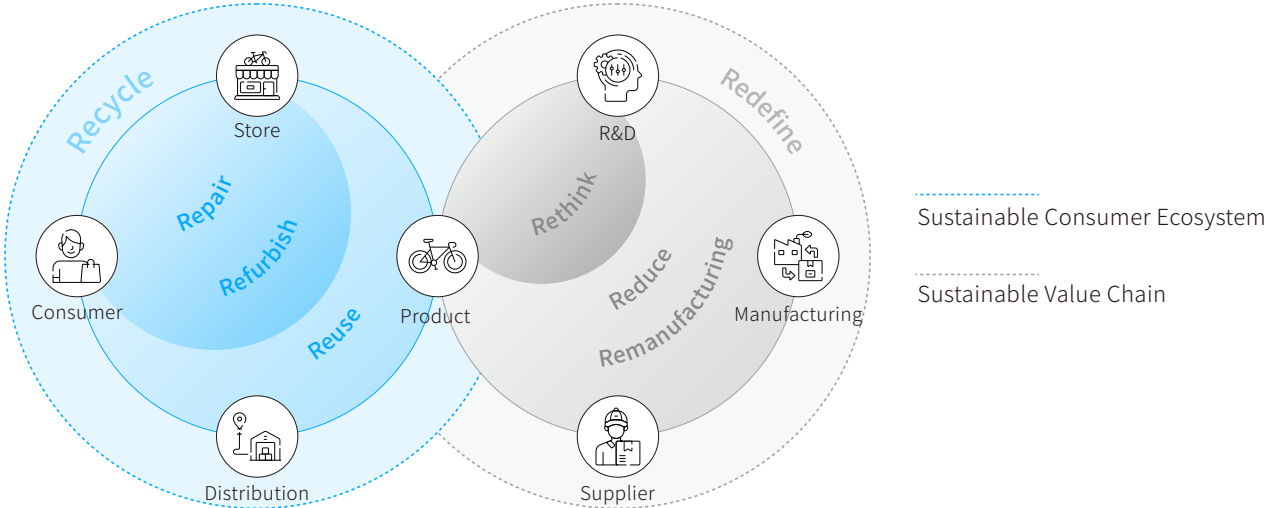 Recycle
Store
Repair
Refurbish
Reuse
Consumer
Product
Distribution
R&D
Redefine
Rethink
Reduce
Remanufacturing
Manufacturing
Supplier
Sustainable Consumer Ecosystem
Sustainable Value Chain